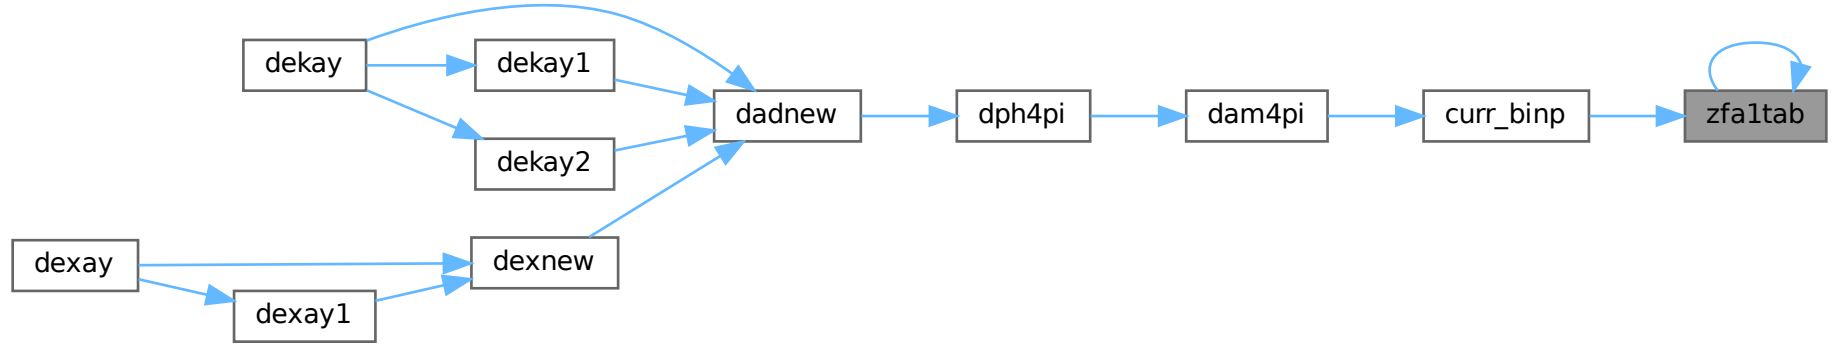 dekay
dekay1
dekay2
dadnew
dph4pi
dam4pi
curr_binp
zfa1tab
dexay
dexay1
dexnew